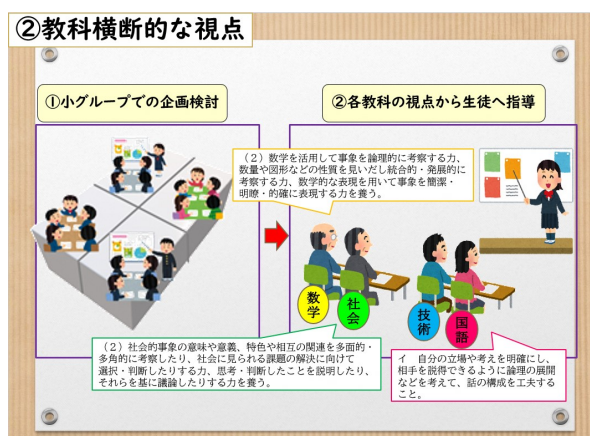 ②教科横断的な視点
①小グループでの企画検討
②各教科の視点から生徒へ指導
（２）数学を活用して事象を論理的に考察する力、
数量や図形などの性質を見いだし統合的・発展的に
考察する力、数学的な表現を用いて事象を簡潔・
明瞭・的確に表現する力を養う。
数学
社会
技術
国語
（２）社会的事象の意味や意義、特色や相互の関連を多面的・
多角的に考察したり、社会に見られる課題の解決に向けて
選択・判断したりする力、思考・判断したことを説明したり、
それらを基に議論したりする力を養う。
イ　自分の立場や考えを明確にし、
相手を説得できるように論理の展開
などを考えて、話の構成を工夫する
こと。